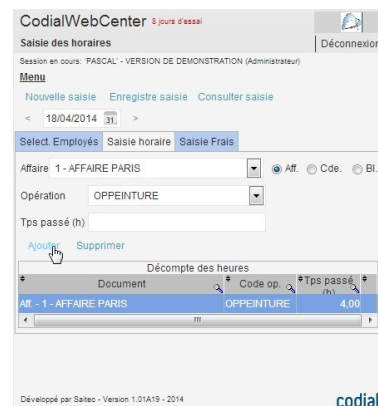 CodialWebCenter 8 jours d'essai
Saisie des horaires
Déconnexion
Session en cours: 'PASCAL' - VERSION DE DEMONSTRATION (Administrateur)
Menu
Nouvelle saisie Enregistre saisie Consulter saisie
< 18/04/2014 31 >
Select. Employés Saisie horaire Saisie Frais
Affaire 1 - AFFAIRE PARIS Aff. Cde. Bl.
Opération OPPEINTURE
Tps passé (h)
Ajouter Supprimer
Décompte des heures
Document Code op. Tps passé (h)
Aff. - 1 - AFFAIRE PARIS OPPEINTURE 4,00
Développé par Saitec - Version 1.01A19 - 2014
codial